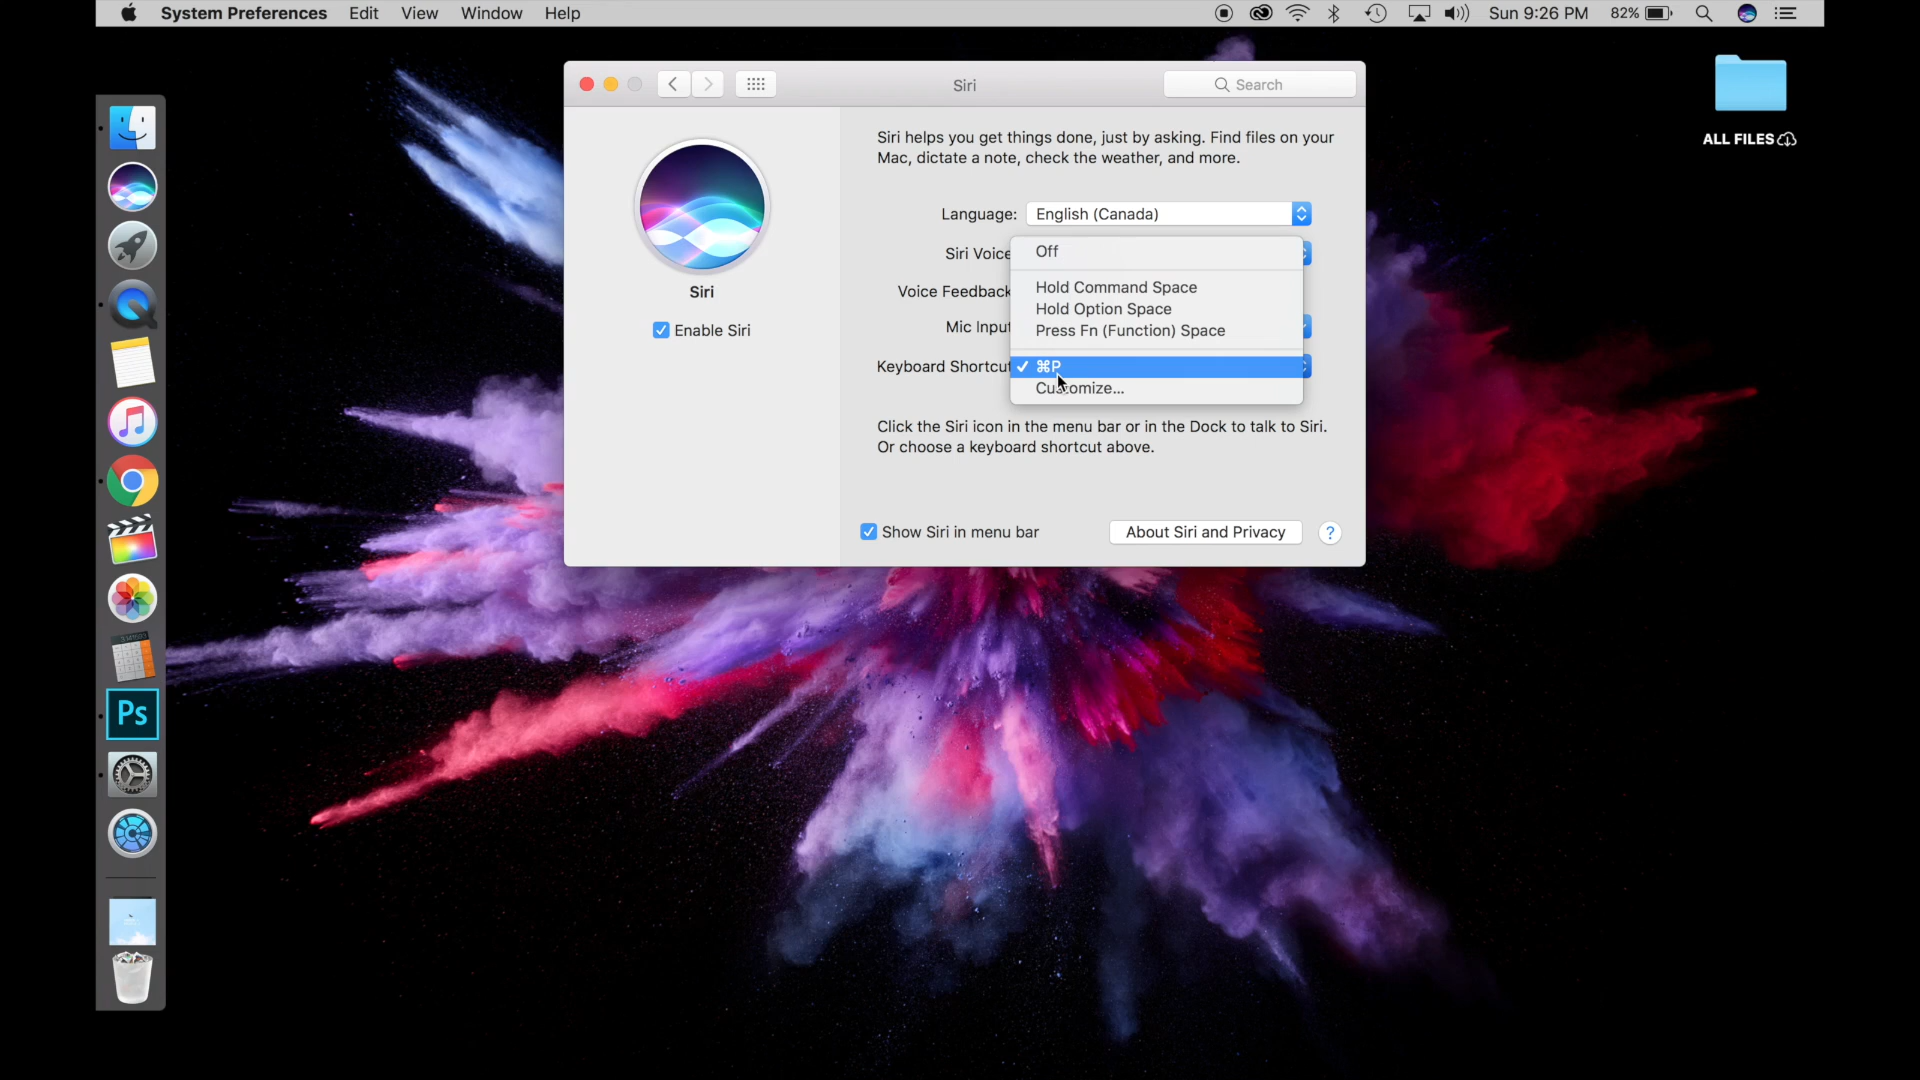 System Preferences Edit View Window Help
Sun 9:26 PM 82%
Siri
Search
ALL FILES
Siri helps you get things done, just by asking. Find files on your
Mac, dictate a note, check the weather, and more.
Language: English (Canada)
Siri Voice
Off
Voice Feedback
Hold Command Space
Hold Option Space
Mic Input
Press Fn (Function) Space
Siri
Enable Siri
Keyboard Shortcut
⌘P
Customize...
Click the Siri icon in the menu bar or in the Dock to talk to Siri.
Or choose a keyboard shortcut above.
Show Siri in menu bar
About Siri and Privacy
?
Ps